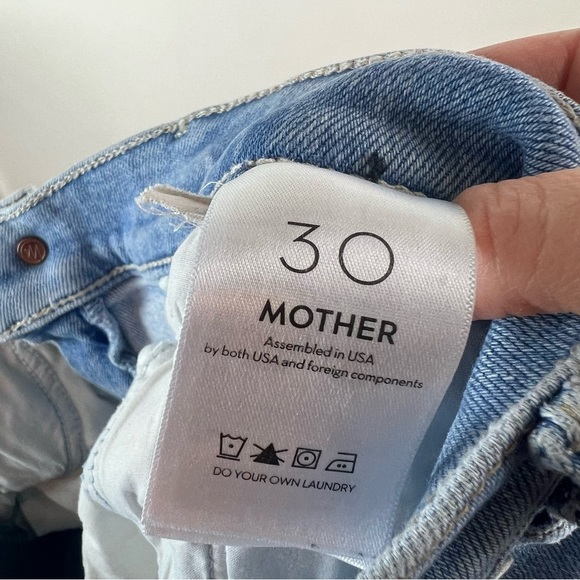 30
MOTHER
Assembled in USA
by both USA and foreign components
DO YOUR OWN LAUNDRY
M